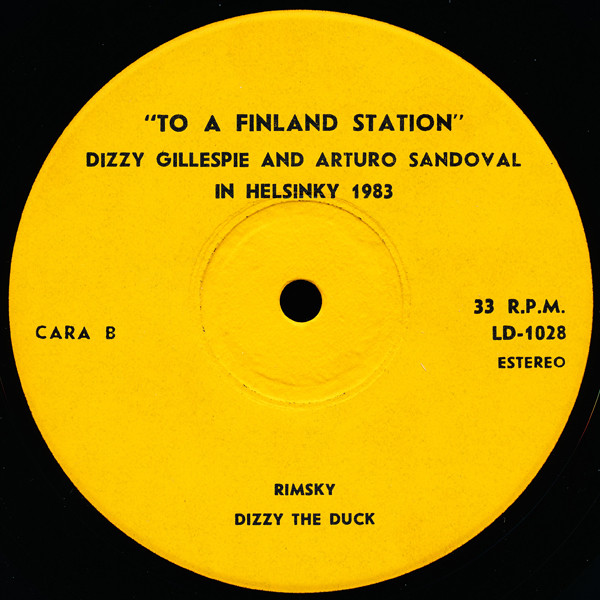 "TO A FINLAND STATION"
DIZZY GILLESPIE AND ARTURO SANDOVAL
IN HELSINKY 1983
CARA B
33 R.P.M.
LD-1028
ESTEREO
RIMSKY
DIZZY THE DUCK